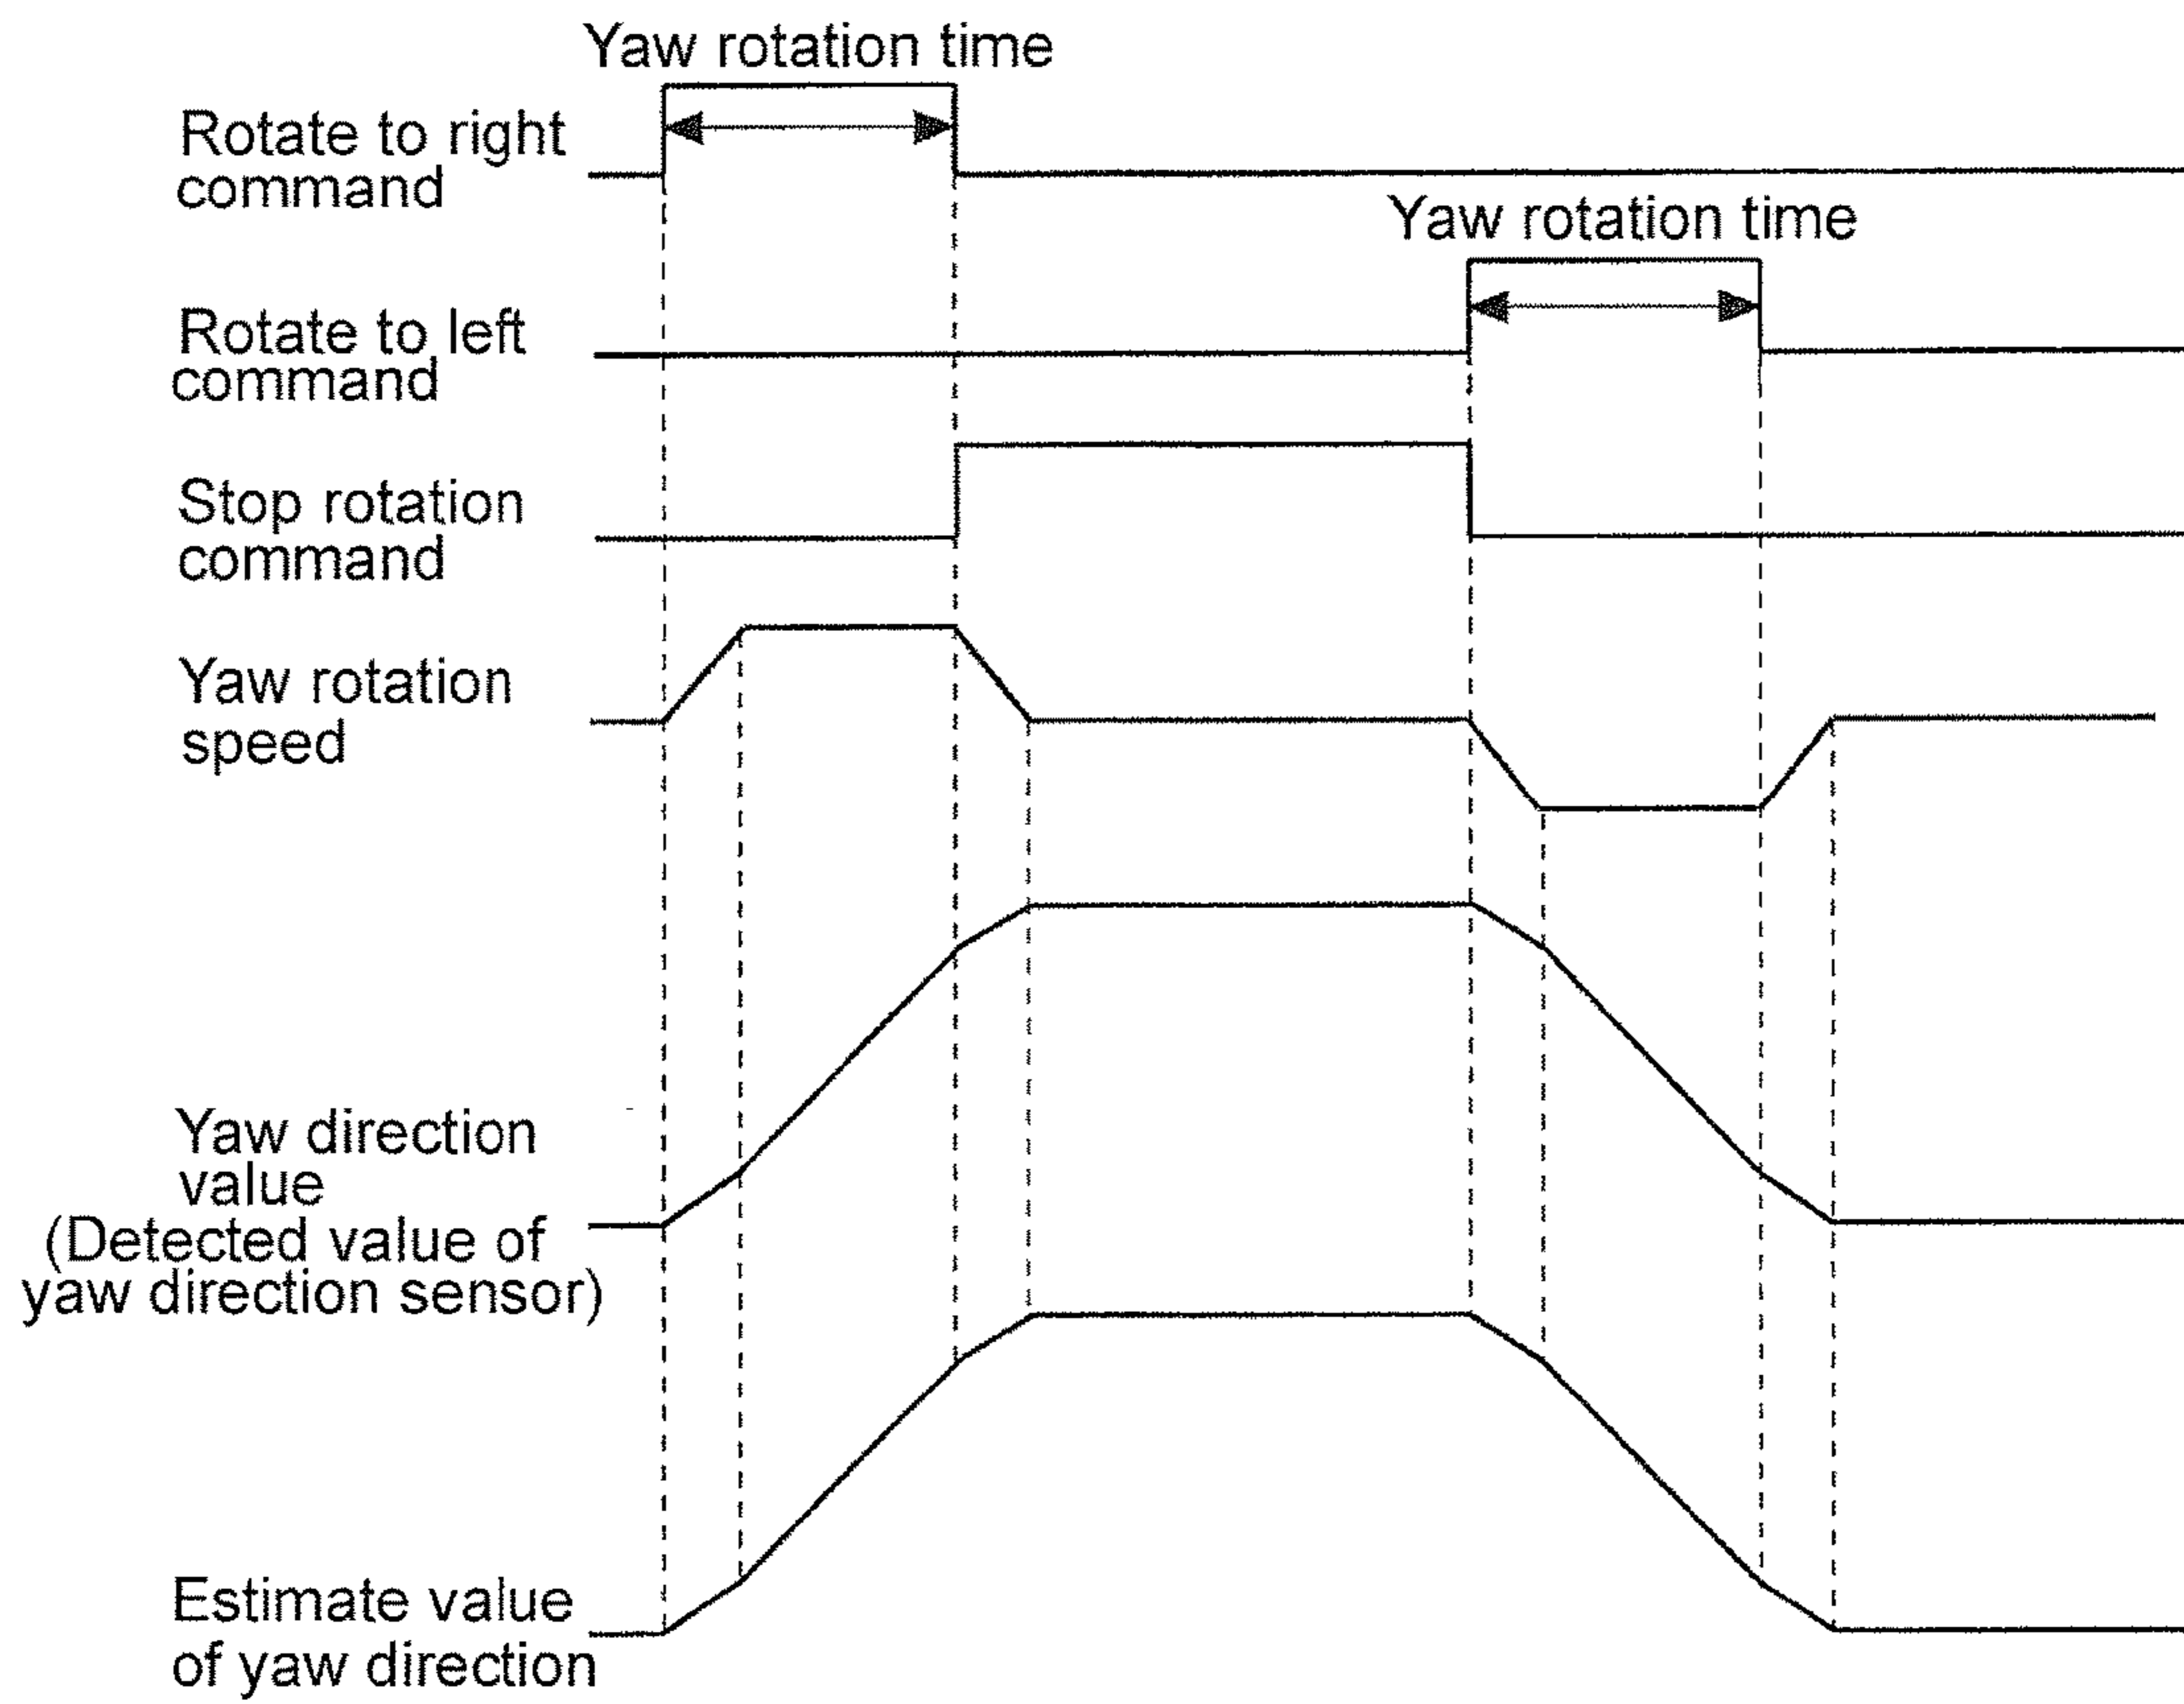 Yaw rotation time
Rotate to right
command
Yaw rotation time
Rotate to left
command
Stop rotation
command
Yaw rotation
speed
Yaw direction
value
(Detected value of
yaw direction sensor)
Estimate value
of yaw direction